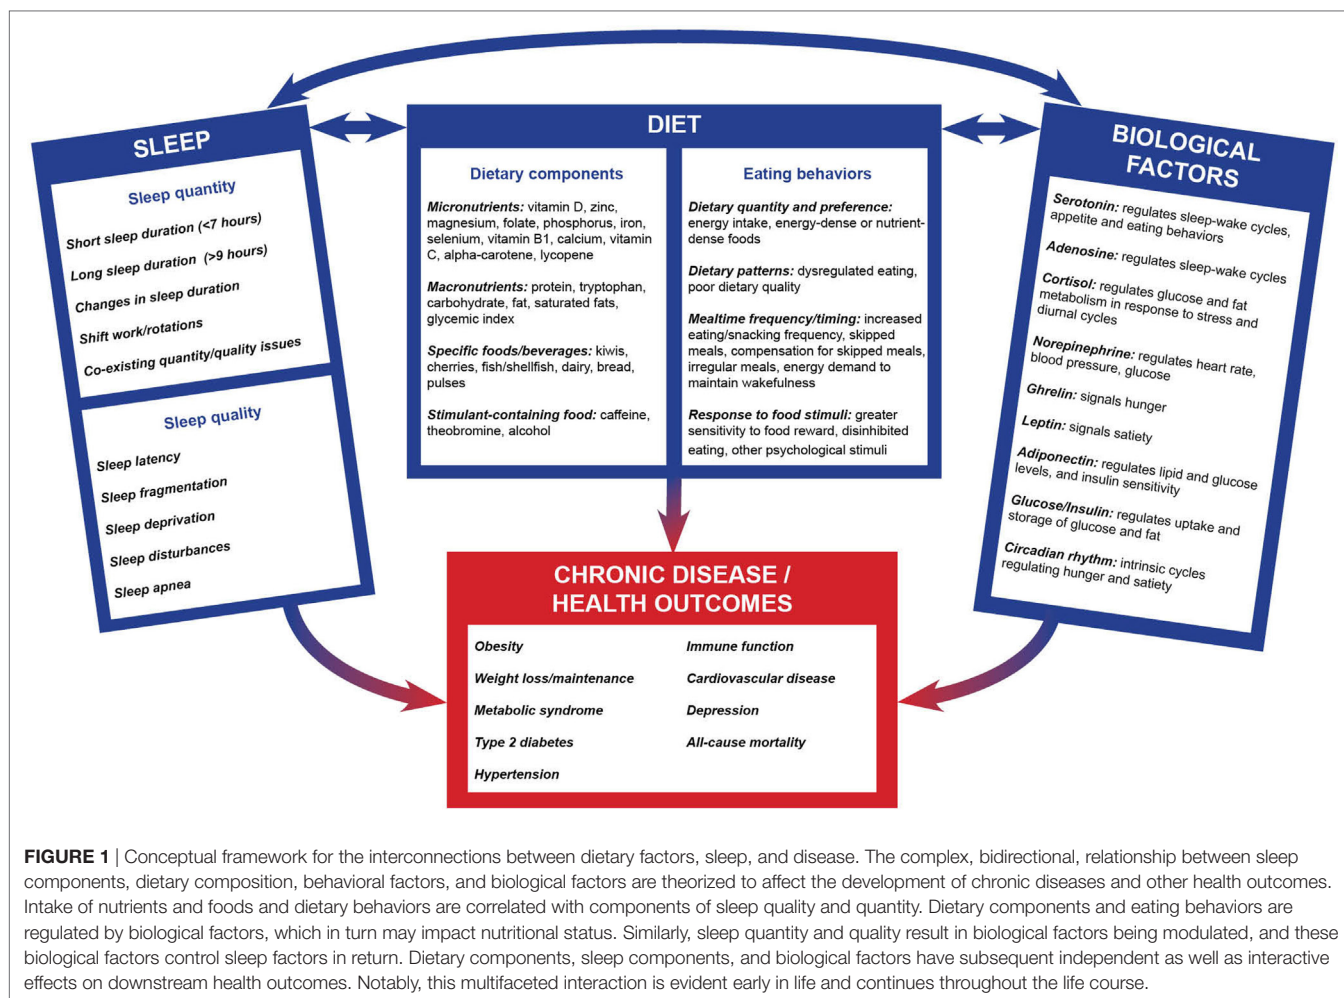 SLEEP
Sleep quantity
Short sleep duration (<7 hours)
Long sleep duration (>9 hours)
Changes in sleep duration
Shift work/rotations
Co-existing quantity/quality issues
Sleep quality
Sleep latency
Sleep fragmentation
Sleep deprivation
Sleep disturbances
Sleep apnea
DIET
Dietary components
Micronutrients: vitamin D, zinc,
magnesium, folate, phosphorus, iron,
selenium, vitamin B1, calcium, vitamin
C, alpha-carotene, lycopene
Macronutrients: protein, tryptophan,
carbohydrate, fat, saturated fats,
glycemic index
Specific foods/beverages: kiwis,
cherries, fish/shellfish, dairy, bread,
pulses
Stimulant-containing food: caffeine,
theobromine, alcohol
Eating behaviors
Dietary quantity and preference:
energy intake, energy-dense or nutrient-
dense foods
Dietary patterns: dysregulated eating,
poor dietary quality
Mealtime frequency/timing: increased
eating/snacking frequency, skipped
meals, compensation for skipped meals,
irregular meals, energy demand to
maintain wakefulness
Response to food stimuli: greater
sensitivity to food reward, disinhibited
eating, other psychological stimuli
BIOLOGICAL
FACTORS
Serotonin: regulates sleep-wake cycles,
appetite and eating behaviors
Adenosine: regulates sleep-wake cycles
Cortisol: regulates glucose and fat
metabolism in response to stress and
diurnal cycles
Norepinephrine: regulates heart rate,
blood pressure, glucose
Ghrelin: signals hunger
Leptin: signals satiety
Adiponectin: regulates lipid and glucose
levels, and insulin sensitivity
Glucose/Insulin: regulates uptake and
storage of glucose and fat
Circadian rhythm: intrinsic cycles
regulating hunger and satiety
CHRONIC DISEASE /
HEALTH OUTCOMES
Obesity
Weight loss/maintenance
Metabolic syndrome
Type 2 diabetes
Hypertension
Immune function
Cardiovascular disease
Depression
All-cause mortality
FIGURE 1 | Conceptual framework for the interconnections between dietary factors, sleep, and disease. The complex, bidirectional, relationship between sleep
components, dietary composition, behavioral factors, and biological factors are theorized to affect the development of chronic diseases and other health outcomes.
Intake of nutrients and foods and dietary behaviors are correlated with components of sleep quality and quantity. Dietary components and eating behaviors are
regulated by biological factors, which in turn may impact nutritional status. Similarly, sleep quantity and quality result in biological factors being modulated, and these
biological factors control sleep factors in return. Dietary components, sleep components, and biological factors have subsequent independent as well as interactive
effects on downstream health outcomes. Notably, this multifaceted interaction is evident early in life and continues throughout the life course.